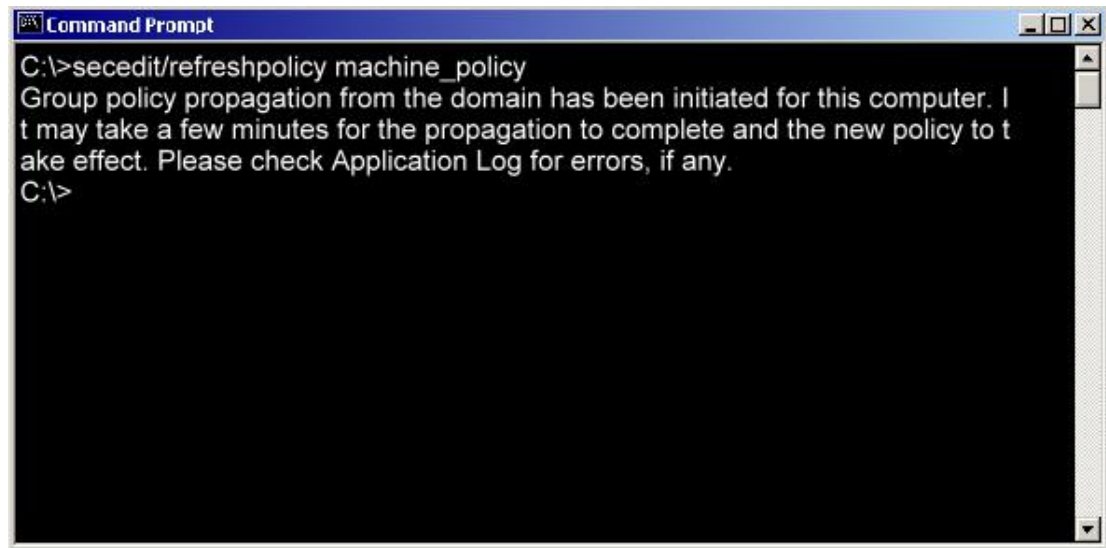 Command Prompt
C:\>secedit/refreshpolicy machine_policy
Group policy propagation from the domain has been initiated for this computer. I
t may take a few minutes for the propagation to complete and the new policy to t
ake effect. Please check Application Log for errors, if any.
C:\>